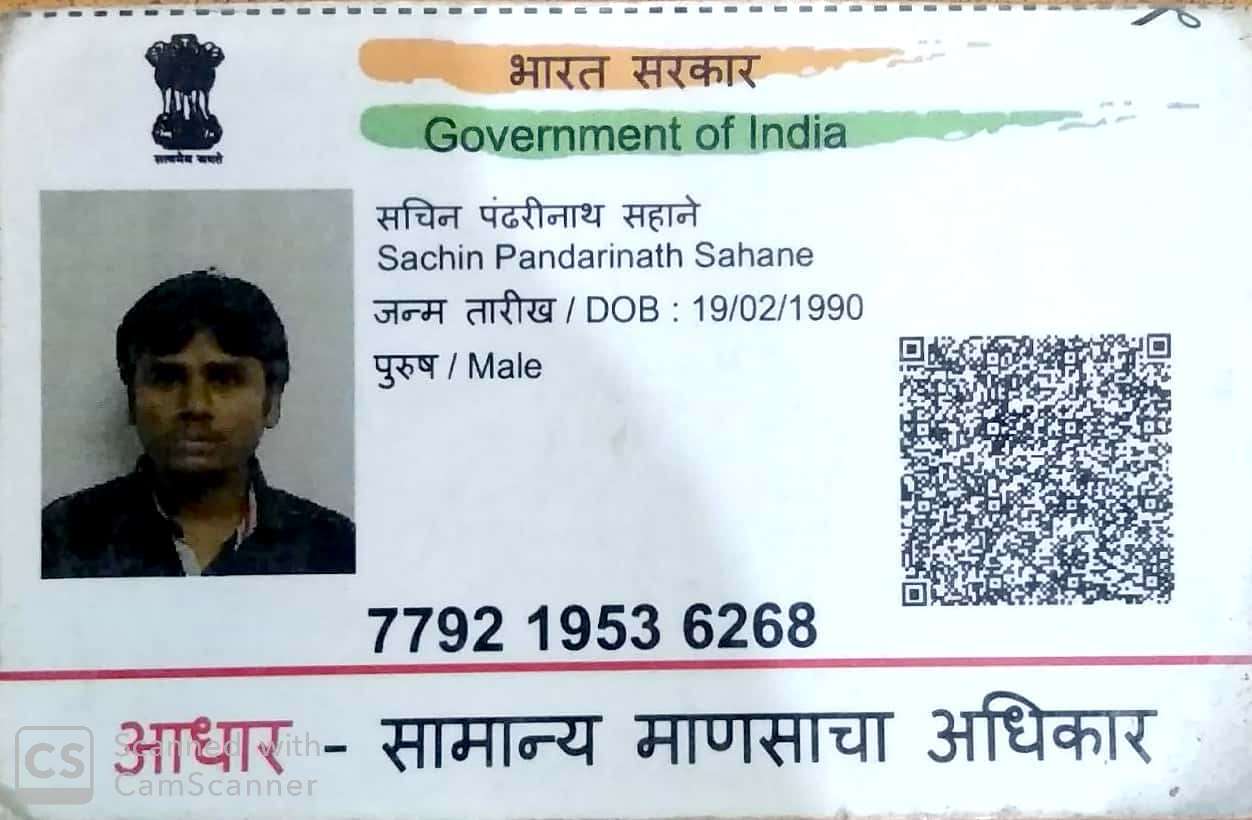 भारत सरकार
Government of India
सत्यमेव जयते
सचिन पंढरीनाथ सहाने
Sachin Pandarinath Sahane
जन्म तारीख / DOB : 19/02/1990
पुरुष / Male
7792 1953 6268
आधार - सामान्य माणसाचा अधिकार
CS Scanned with
CamScanner